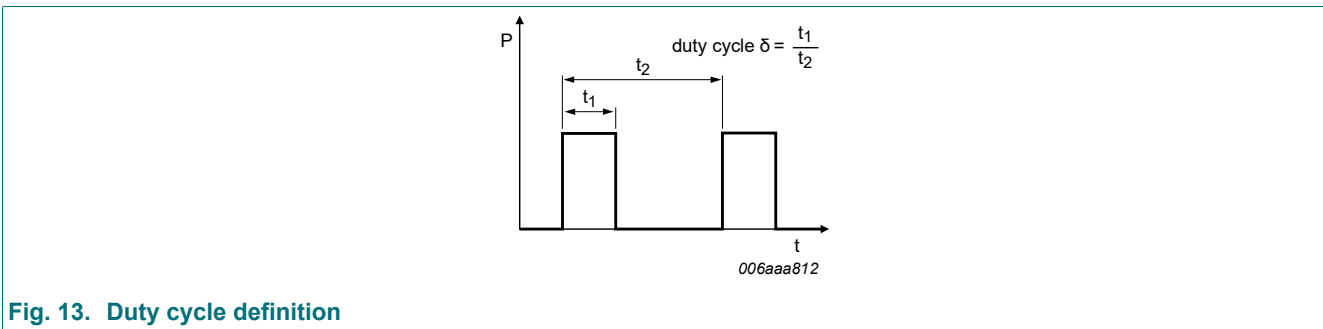 P
duty cycle δ = t1
t2
t2
t1
t
006aaa812
Fig. 13. Duty cycle definition